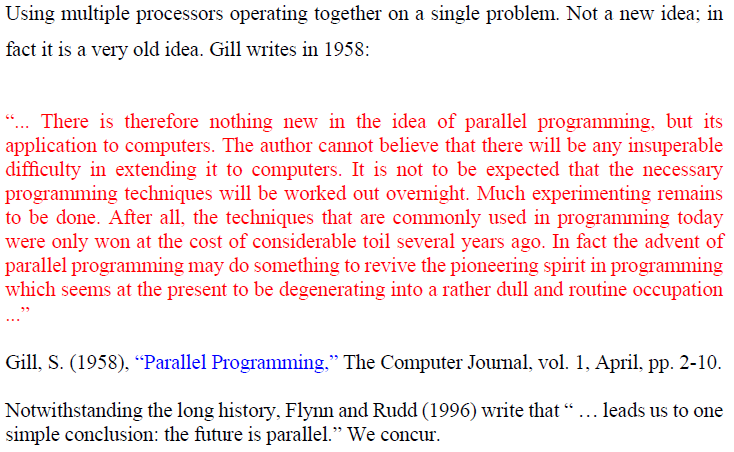 Using multiple processors operating together on a single problem. Not a new idea; in
fact it is a very old idea. Gill writes in 1958:
“... There is therefore nothing new in the idea of parallel programming, but its
application to computers. The author cannot believe that there will be any insuperable
difficulty in extending it to computers. It is not to be expected that the necessary
programming techniques will be worked out overnight. Much experimenting remains
to be done. After all, the techniques that are commonly used in programming today
were only won at the cost of considerable toil several years ago. In fact the advent of
parallel programming may do something to revive the pioneering spirit in programming
which seems at the present to be degenerating into a rather dull and routine occupation
...”
Gill, S. (1958), “Parallel Programming,” The Computer Journal, vol. 1, April, pp. 2-10.
Notwithstanding the long history, Flynn and Rudd (1996) write that “ … leads us to one
simple conclusion: the future is parallel.” We concur.